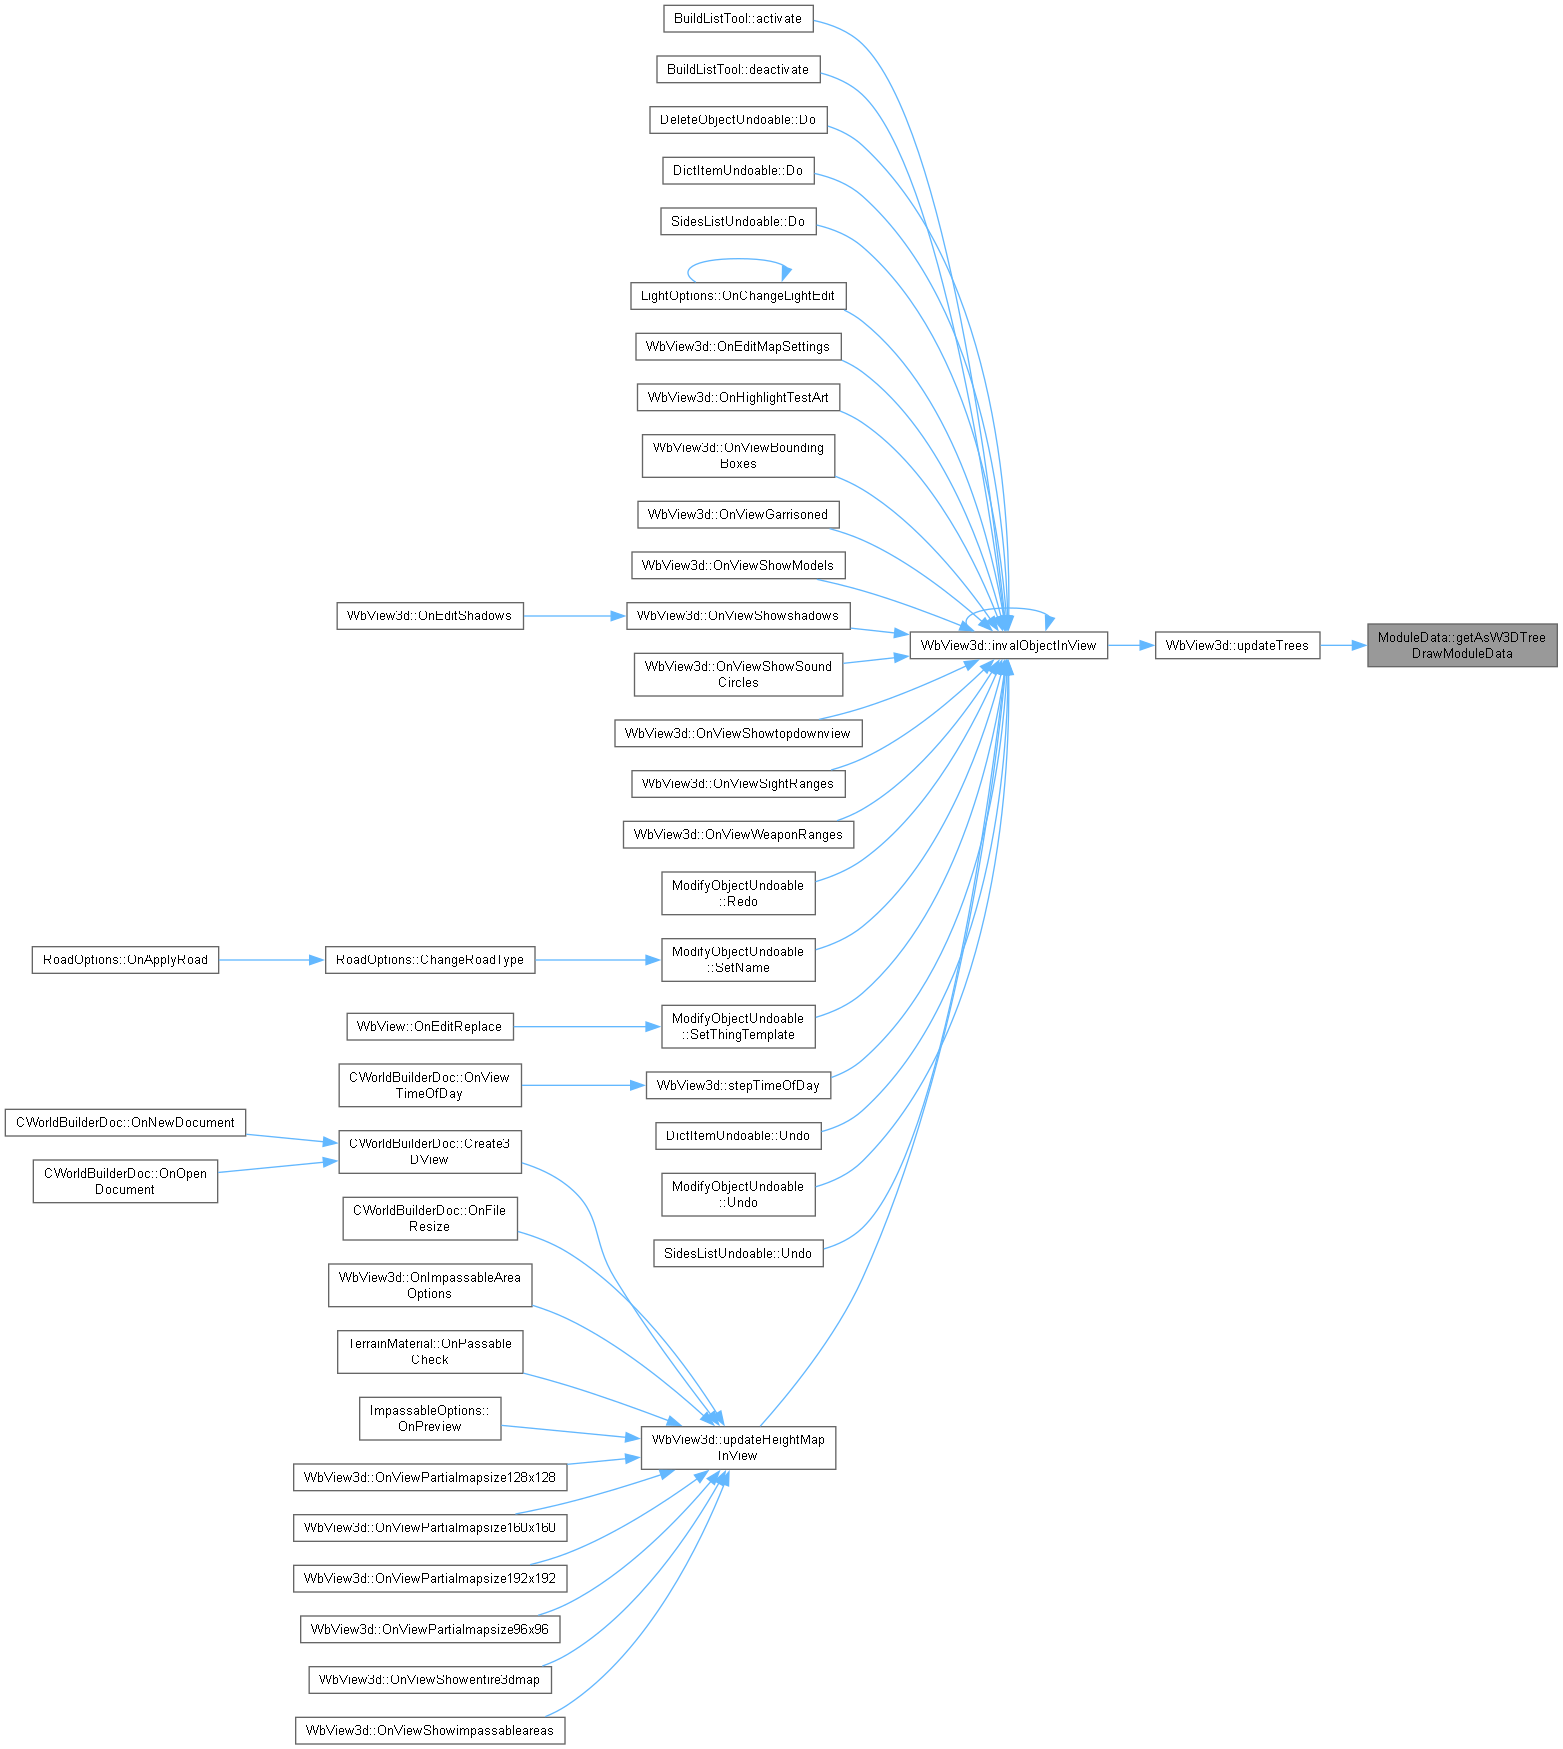 BuildListTool::activate
BuildListTool::deactivate
DeleteObjectUndoable::Do
DictItemUndoable::Do
SidesListUndoable::Do
LightOptions::OnChangeLightEdit
WbView3d::OnEditMapSettings
WbView3d::OnHighlightTestArt
WbView3d::OnViewBounding
Boxes
WbView3d::OnViewGarrisoned
WbView3d::OnViewShowModels
WbView3d::OnEditShadows
WbView3d::OnViewShowshadows
WbView3d::invalObjectInView
WbView3d::updateTrees
ModuleData::getAsW3DTree
DrawModuleData
WbView3d::OnViewShowSound
Circles
WbView3d::OnViewShowtopdownview
WbView3d::OnViewSightRanges
WbView3d::OnViewWeaponRanges
ModifyObjectUndoable
::Redo
RoadOptions::OnApplyRoad
RoadOptions::ChangeRoadType
ModifyObjectUndoable
::SetName
WbView::OnEditReplace
ModifyObjectUndoable
::SetThingTemplate
CWorldBuilderDoc::OnView
TimeOfDay
WbView3d::stepTimeOfDay
CWorldBuilderDoc::OnNewDocument
DictItemUndoable::Undo
CWorldBuilderDoc::Create3
DView
CWorldBuilderDoc::OnOpen
Document
ModifyObjectUndoable
::Undo
CWorldBuilderDoc::OnFile
Resize
SidesListUndoable::Undo
WbView3d::OnImpassableArea
Options
TerrainMaterial::OnPassable
Check
ImpassableOptions::
OnPreview
WbView3d::updateHeightMap
InView
WbView3d::OnViewPartialmapsize128x128
WbView3d::OnViewPartialmapsize160x160
WbView3d::OnViewPartialmapsize192x192
WbView3d::OnViewPartialmapsize96x96
WbView3d::OnViewShowentire3dmap
WbView3d::OnViewShowimpassableareas